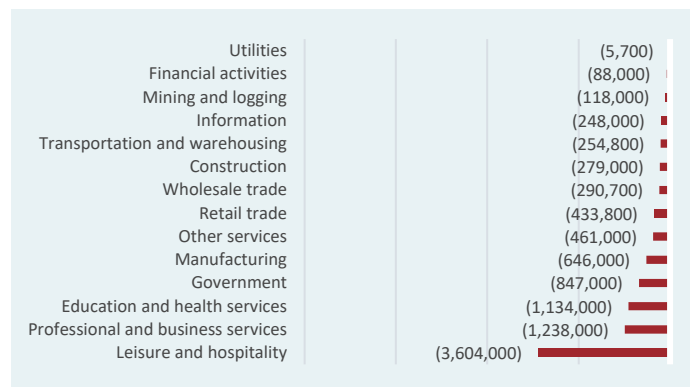 Utilities (5,700)
Financial activities (88,000)
Mining and logging (118,000)
Information (248,000)
Transportation and warehousing (254,800)
Construction (279,000)
Wholesale trade (290,700)
Retail trade (433,800)
Other services (461,000)
Manufacturing (646,000)
Government (847,000)
Education and health services (1,134,000)
Professional and business services (1,238,000)
Leisure and hospitality (3,604,000)